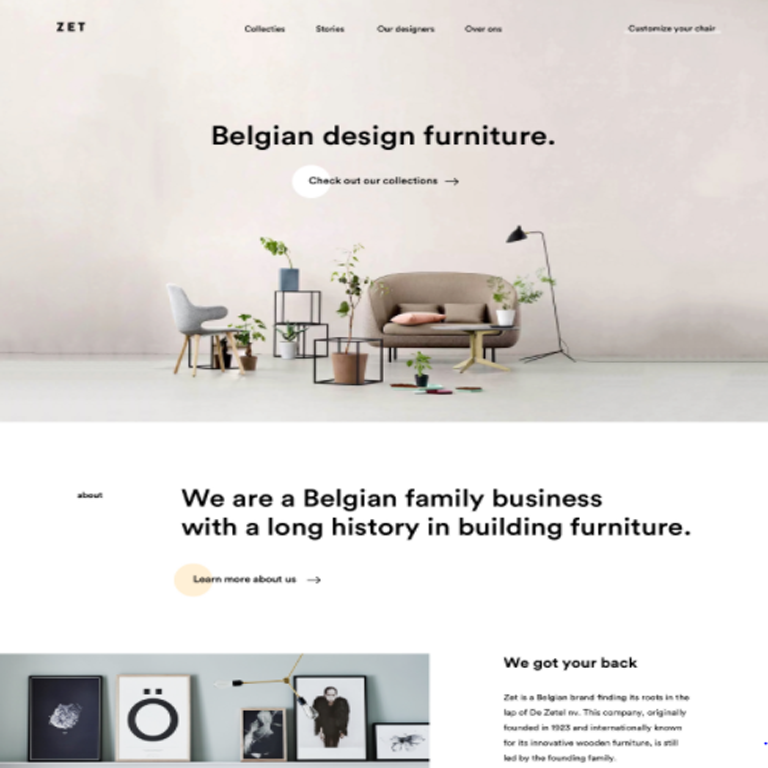 ZET
Collecties Stories Our designers Over ons Customize your chair
Belgian design furniture.
Check out our collections →
about
We are a Belgian family business
with a long history in building furniture.
Learn more about us →
Ö
We got your back
Zet is a Belgian brand finding its roots in the
lap of De Zetel nv. This company, originally
founded in 1923 and internationally known
for its innovative wooden furniture, is still
led by the founding family.